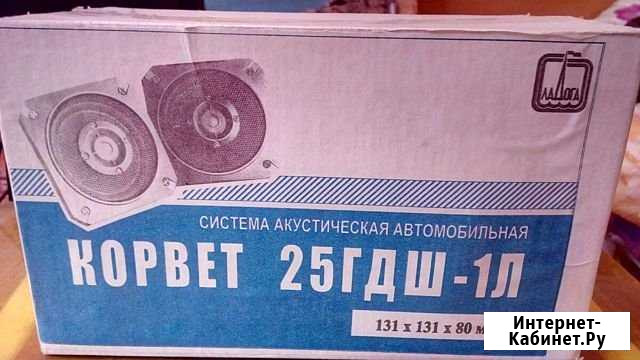 ЛАДОГА
СИСТЕМА АКУСТИЧЕСКАЯ АВТОМОБИЛЬНАЯ
КОРВЕТ 25ГДШ-1Л
131 x 131 x 80
Интернет-
Кабинет.Ру